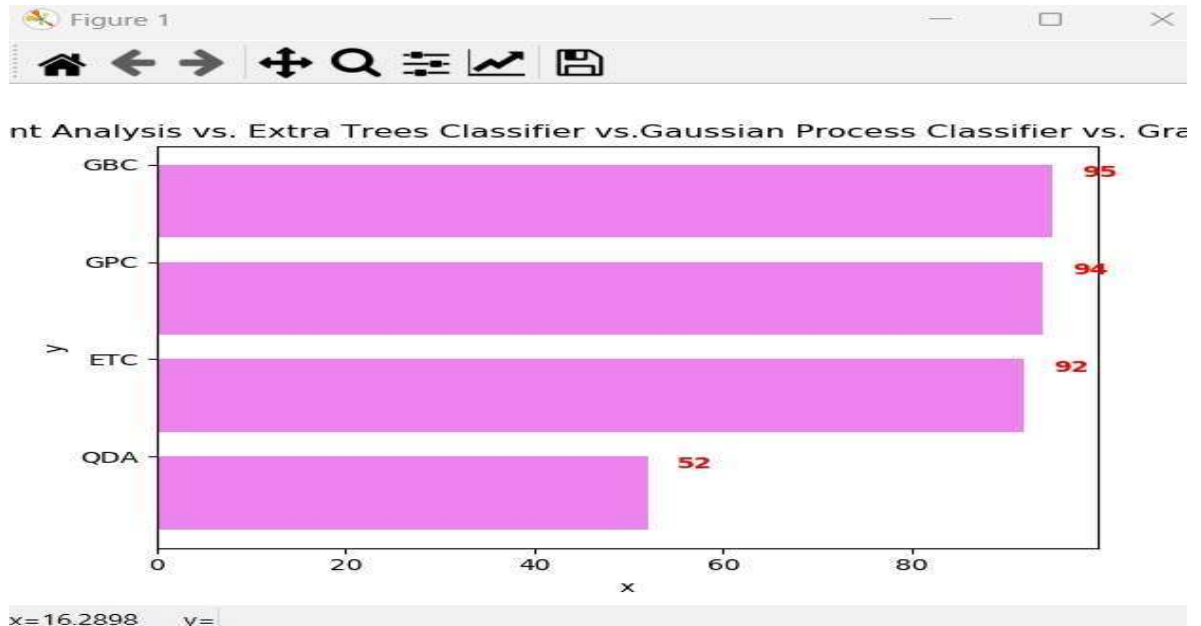 Figure 1
nt Analysis vs. Extra Trees Classifier vs.Gaussian Process Classifier vs. Gra
GBC
95
GPC
94
y
ETC
92
QDA
52
0 20 40 60 80
x
x=16.2898 y=